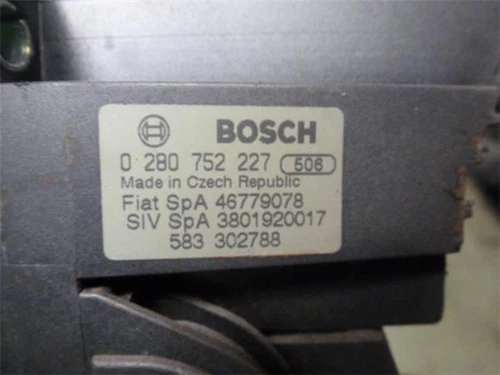 BOSCH
0 280 752 227 506
Made in Czech Republic
Fiat SpA 46779078
SIV SpA 3801920017
583 302788